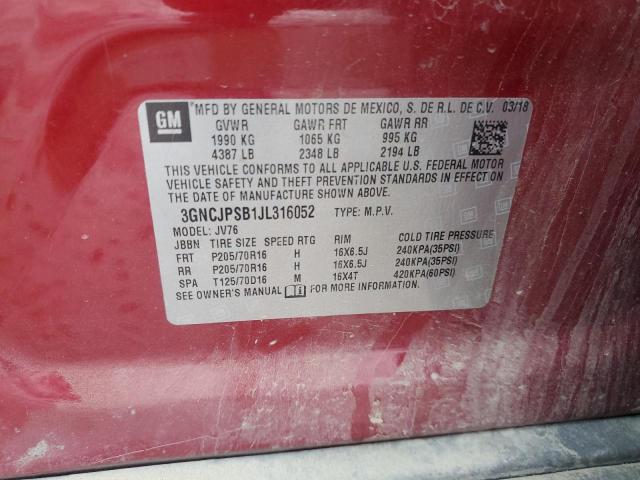 GM
*MFD BY GENERAL MOTORS DE MEXICO, S. DE R.L. DE C.V. 03/18
GVWR GAWR FRT GAWR RR
1990 KG 1065 KG 995 KG
4387 LB 2348 LB 2194 LB
THIS VEHICLE CONFORMS TO ALL APPLICABLE U.S. FEDERAL MOTOR
VEHICLE SAFETY AND THEFT PREVENTION STANDARDS IN EFFECT ON
THE DATE OF MANUFACTURE SHOWN ABOVE.
3GNCJPSB1JL316052 TYPE: M.P.V.
MODEL: JV76
JBBN TIRE SIZE SPEED RTG RIM COLD TIRE PRESSURE
FRT P205/70R16 H 16X6.5J 240KPA(35PSI)
RR P205/70R16 H 16X6.5J 240KPA(35PSI)
SPA T125/70D16 M 16X4T 420KPA(60PSI)
SEE OWNER'S MANUAL FOR MORE INFORMATION.